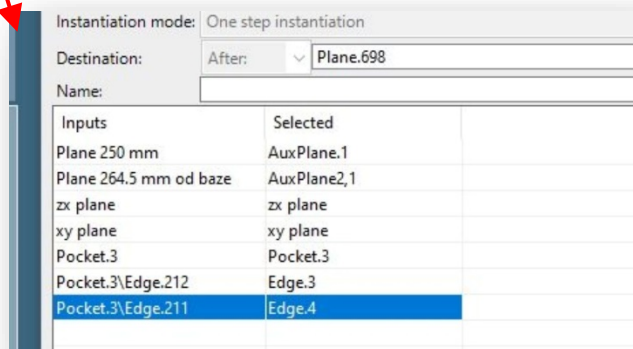 Instantiation mode: One step instantiation
Destination: After: Plane.698
Name:
Inputs Selected
Plane 250 mm AuxPlane.1
Plane 264.5 mm od baze AuxPlane2,1
zx plane zx plane
xy plane xy plane
Pocket.3 Pocket.3
Pocket.3\Edge.212 Edge.3
Pocket.3\Edge.211 Edge.4